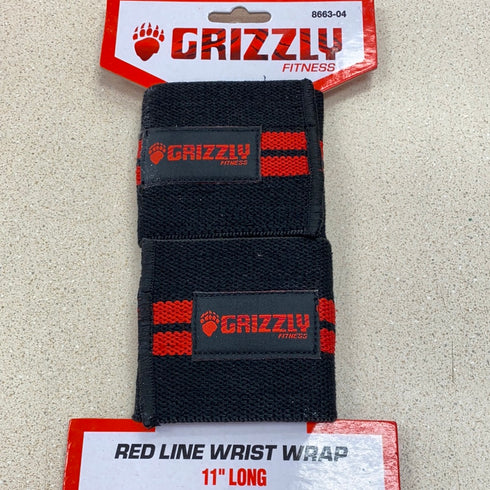 8663-04
GRIZZLY
FITNESS
GRIZZLY
FITNESS
GRIZZLY
FITNESS
RED LINE WRIST WRAP
11" LONG